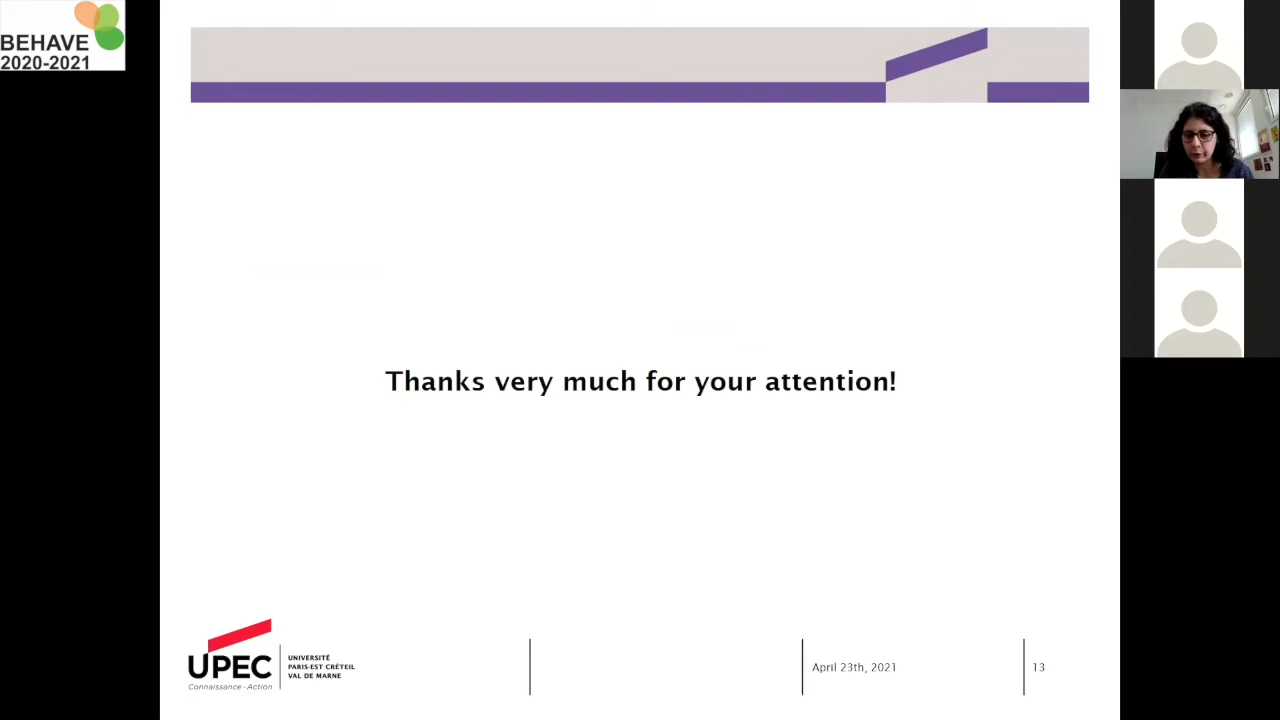 BEHAVE
2020-2021
Thanks very much for your attention!
UPEC
Connaissance - Action
UNIVERSITÉ
PARIS-EST CRÉTEIL
VAL DE MARNE
April 23th, 2021
13